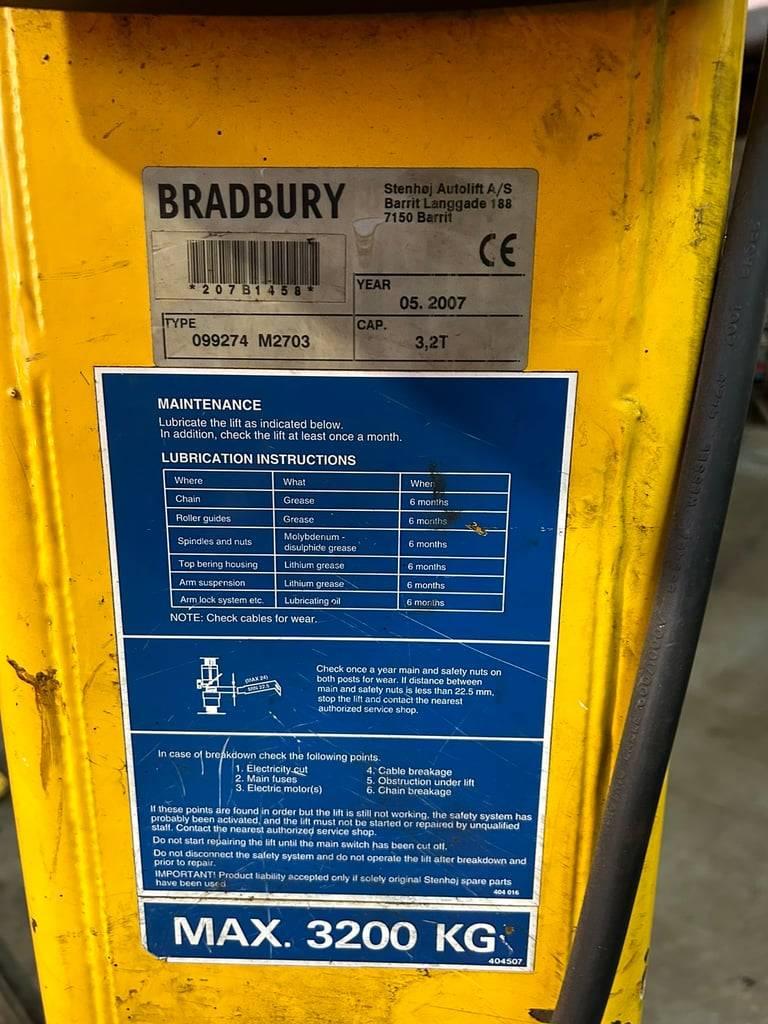 BRADBURY
Stenhøj Autolift A/S
Barrit Langgade 188
7150 Barrit
*207B1458*
CE
YEAR
05. 2007
TYPE
099274 M2703
CAP.
3,2T
MAINTENANCE
Lubricate the lift as indicated below.
In addition, check the lift at least once a month.
LUBRICATION INSTRUCTIONS
Where What When
Chain Grease 6 months
Roller guides Grease 6 months
Spindles and nuts Molybdenum - disulphide grease 6 months
Top bering housing Lithium grease 6 months
Arm suspension Lithium grease 6 months
Arm lock system etc. Lubricating oil 6 months
NOTE: Check cables for wear.
(MAX 24)
MIN 22.5
Check once a year main and safety nuts on
both posts for wear. If distance between
main and safety nuts is less than 22.5 mm,
stop the lift and contact the nearest
authorized service shop.
In case of breakdown check the following points.
1. Electricity cut
2. Main fuses
3. Electric motor(s)
4. Cable breakage
5. Obstruction under lift
6. Chain breakage
If these points are found in order but the lift is still not working, the safety system has
probably been activated, and the lift must not be started or repaired by unqualified
staff. Contact the nearest authorized service shop.
Do not start repairing the lift until the main switch has been cut off.
Do not disconnect the safety system and do not operate the lift after breakdown and
prior to repair.
IMPORTANT! Product liability accepted only if solely original Stenhøj spare parts
have been used
404 016
MAX. 3200 KG
404507